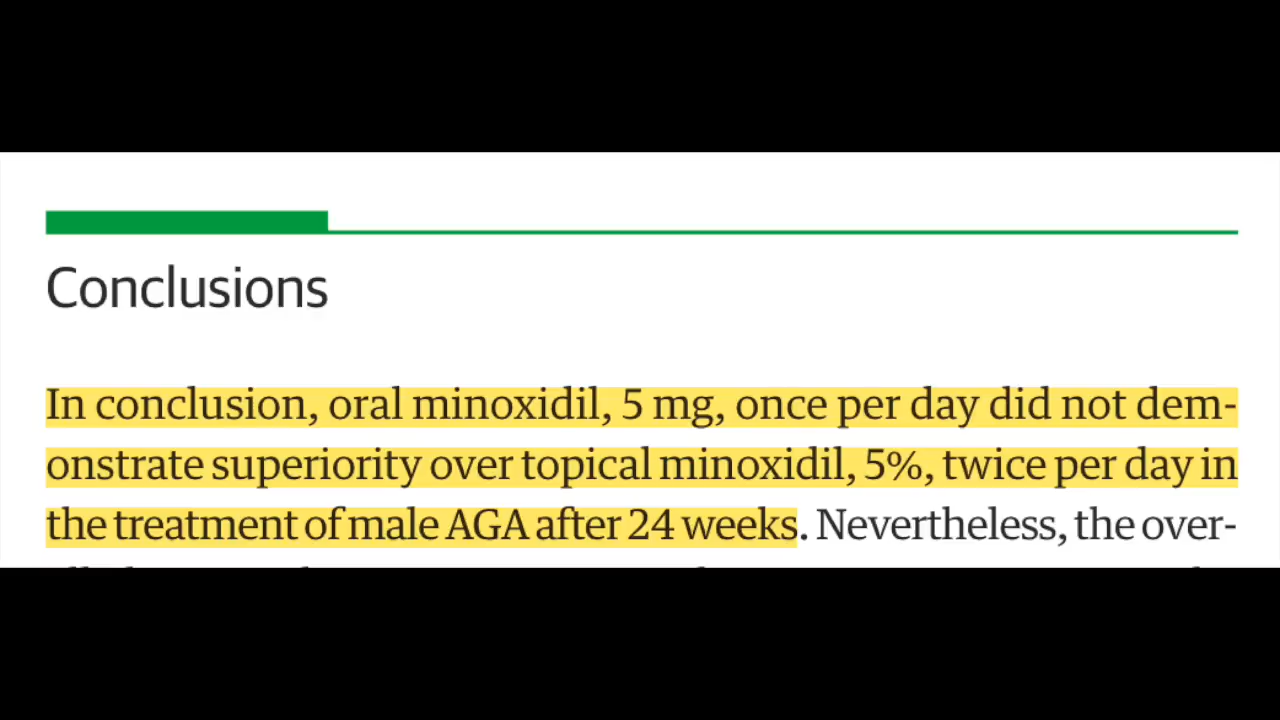 Conclusions
In conclusion, oral minoxidil, 5 mg, once per day did not dem-
onstrate superiority over topical minoxidil, 5%, twice per day in
the treatment of male AGA after 24 weeks. Nevertheless, the over-